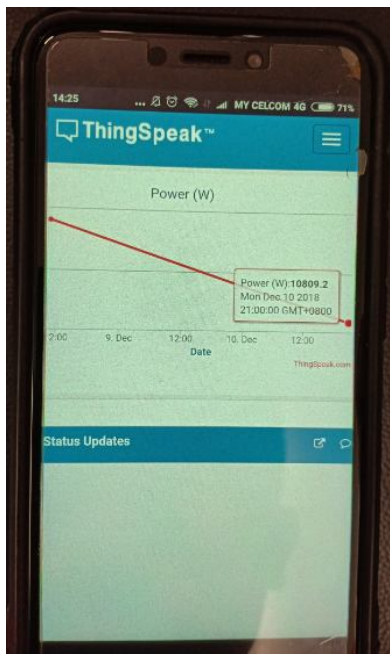 14:25 ... MY CELCOM 4G 71%
ThingSpeak™
Power (W)
Power (W):10809.2
Mon Dec 10 2018
21:00:00 GMT+0800
2:00 9. Dec 12:00 10. Dec 12:00
Date
ThingSpeak.com
Status Updates